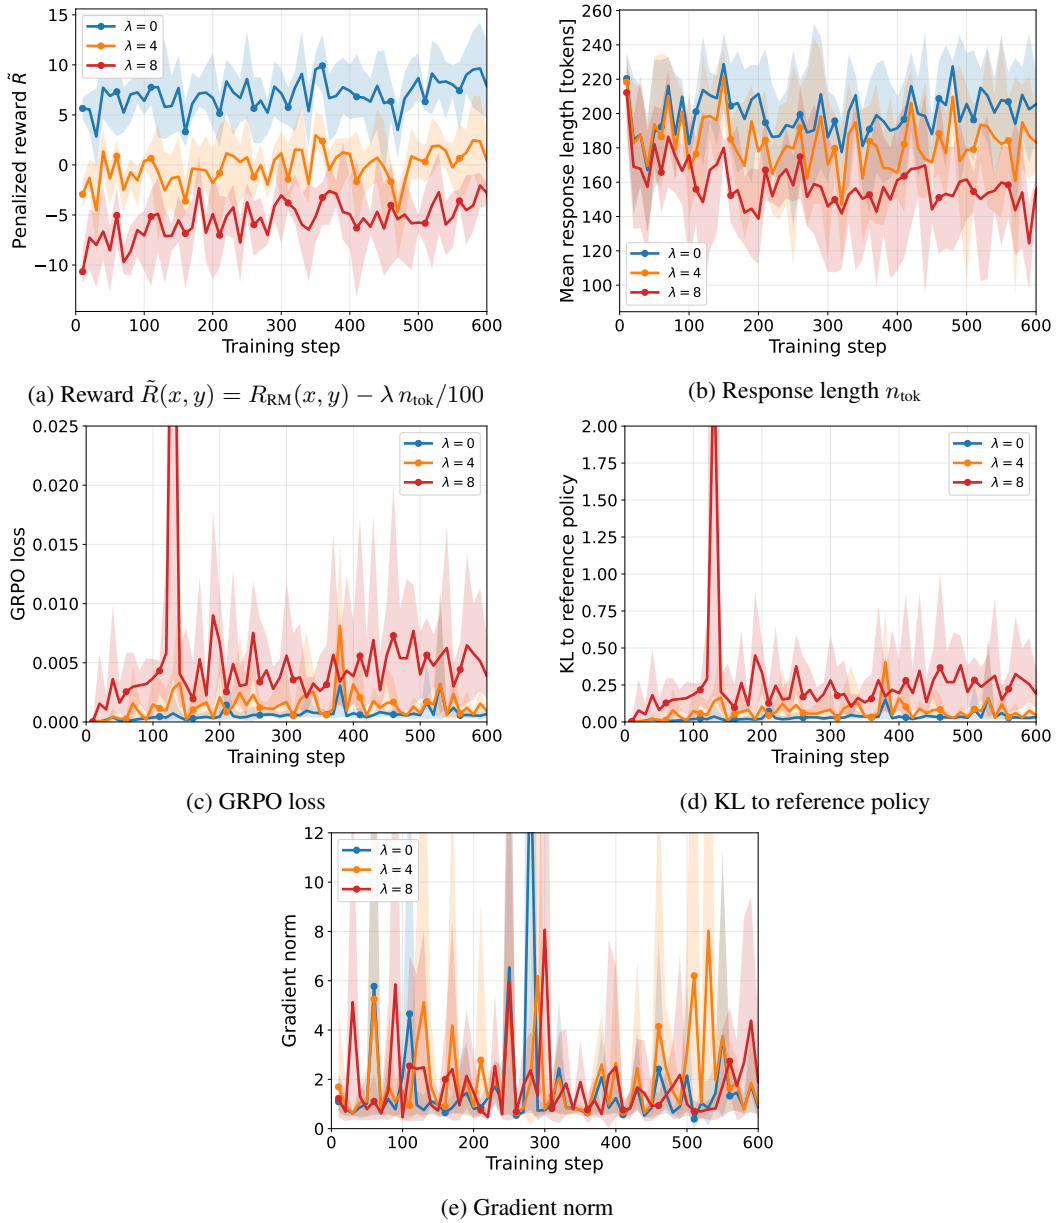 15
10
5
0
−5
−10
Penalized reward R̃
λ = 0
λ = 4
λ = 8
0 100 200 300 400 500 600
Training step
(a) Reward R̃(x, y) = R_RM(x, y) − λ n_tok/100
260
240
220
200
180
160
140
120
100
Mean response length [tokens]
λ = 0
λ = 4
λ = 8
0 100 200 300 400 500 600
Training step
(b) Response length n_tok
0.025
0.020
0.015
0.010
0.005
0.000
GRPO loss
λ = 0
λ = 4
λ = 8
0 100 200 300 400 500 600
Training step
(c) GRPO loss
2.00
1.75
1.50
1.25
1.00
0.75
0.50
0.25
0.00
KL to reference policy
λ = 0
λ = 4
λ = 8
0 100 200 300 400 500 600
Training step
(d) KL to reference policy
12
10
8
6
4
2
0
Gradient norm
λ = 0
λ = 4
λ = 8
0 100 200 300 400 500 600
Training step
(e) Gradient norm